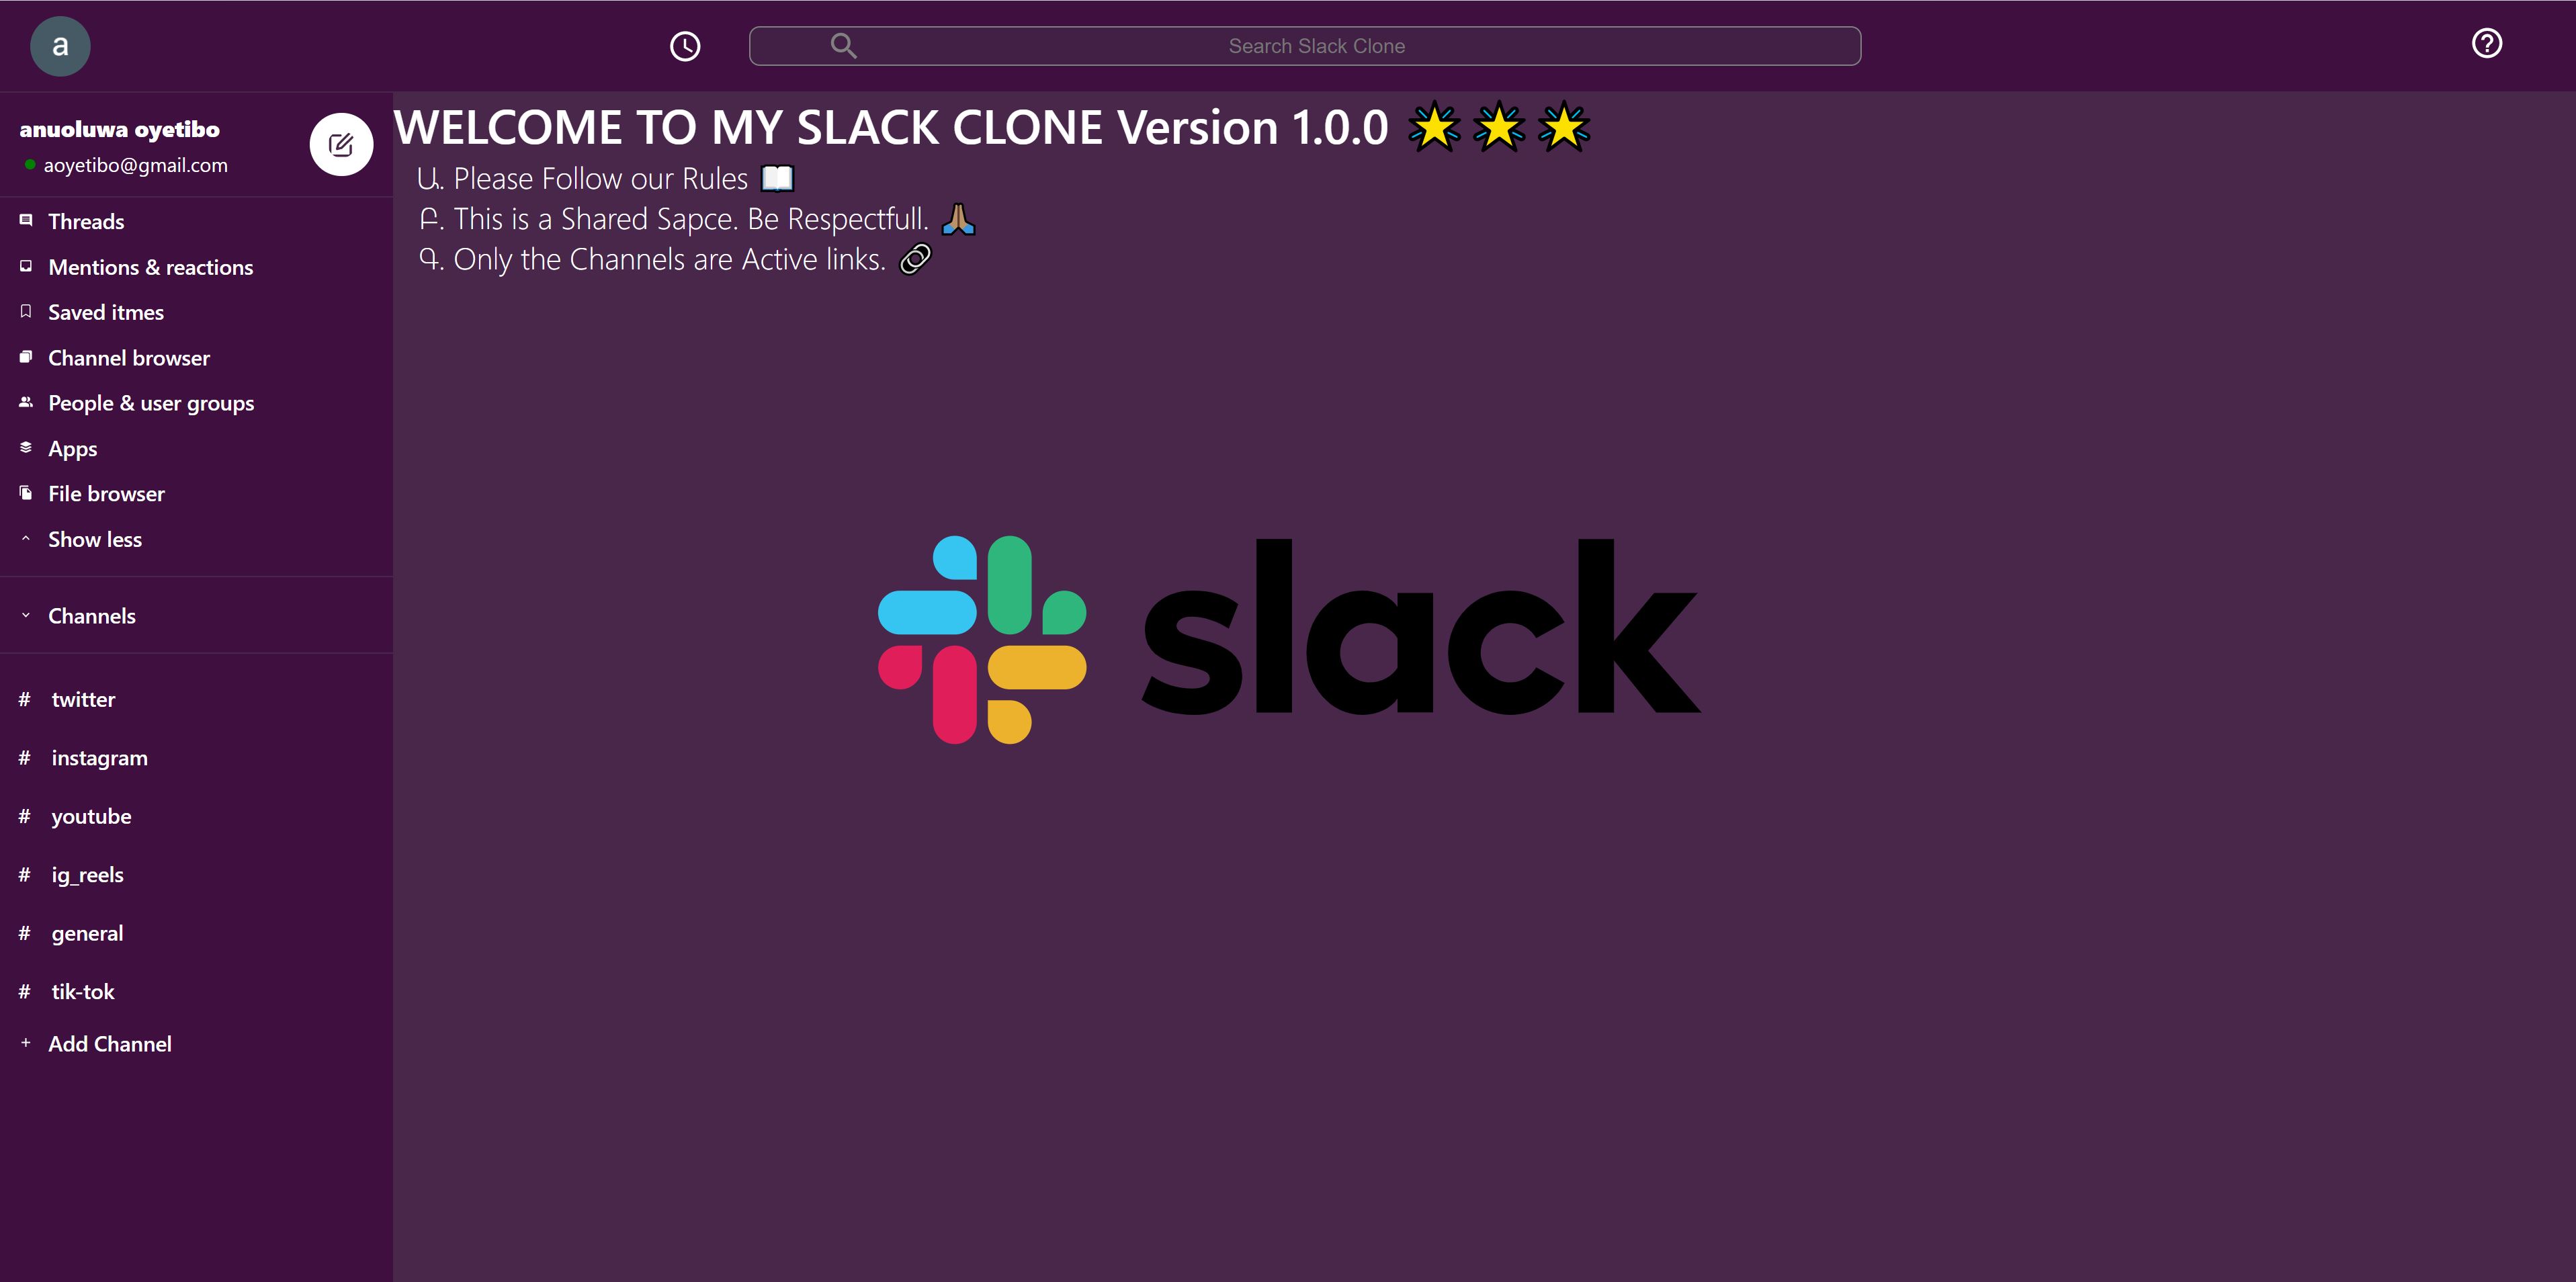 a
Search Slack Clone
anuoluwa oyetibo
aoyetibo@gmail.com
Threads
Mentions & reactions
Saved itmes
Channel browser
People & user groups
Apps
File browser
Show less
Channels
# twitter
# instagram
# youtube
# ig_reels
# general
# tik-tok
+ Add Channel
WELCOME TO MY SLACK CLONE Version 1.0.0 🌟 🌟 🌟
Ա. Please Follow our Rules 📖
Բ. This is a Shared Sapce. Be Respectfull. 🙏🏽
Գ. Only the Channels are Active links. 🔗
slack